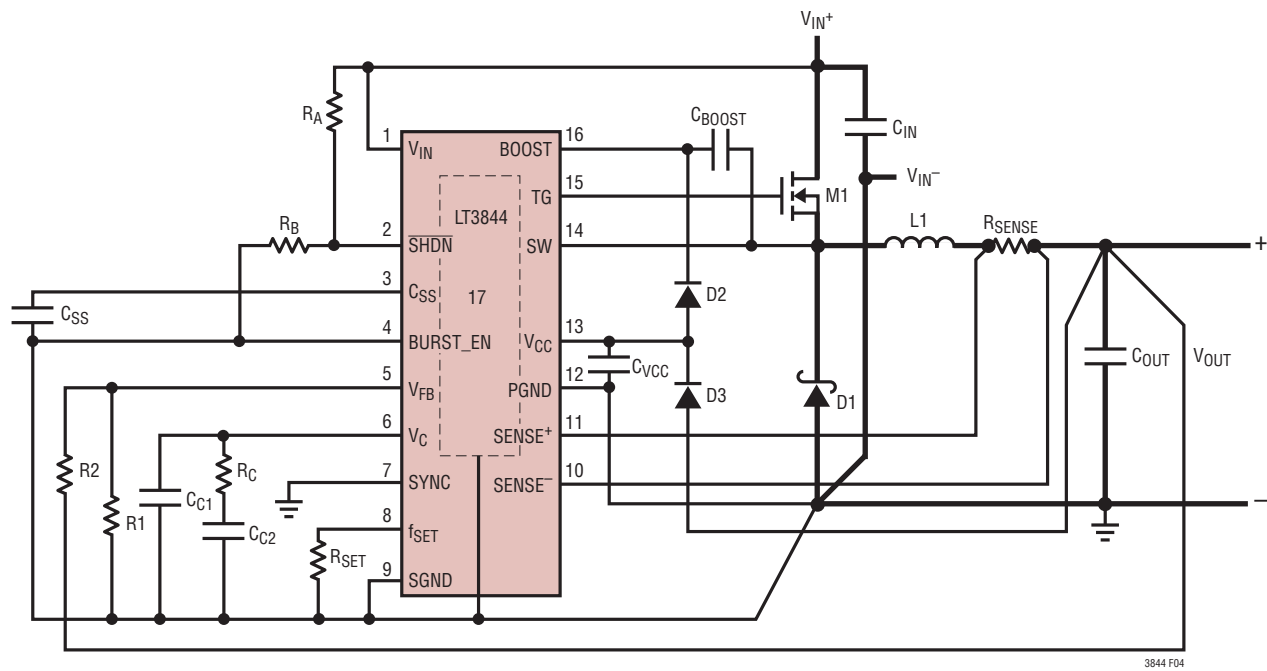 VIN+
RA
CBOOST
CIN
1
16
VIN
BOOST
VIN–
15
TG
M1
LT3844
L1
RSENSE
RB
2
14
SHDN
SW
+
3
CSS
17
D2
CSS
4
13
BURST_EN
VCC
COUT
VOUT
CVCC
5
12
VFB
PGND
D3
D1
6
11
VC
SENSE+
R2
RC
7
10
SYNC
SENSE–
CC1
R1
–
8
CC2
fSET
RSET
9
SGND
3844 F04